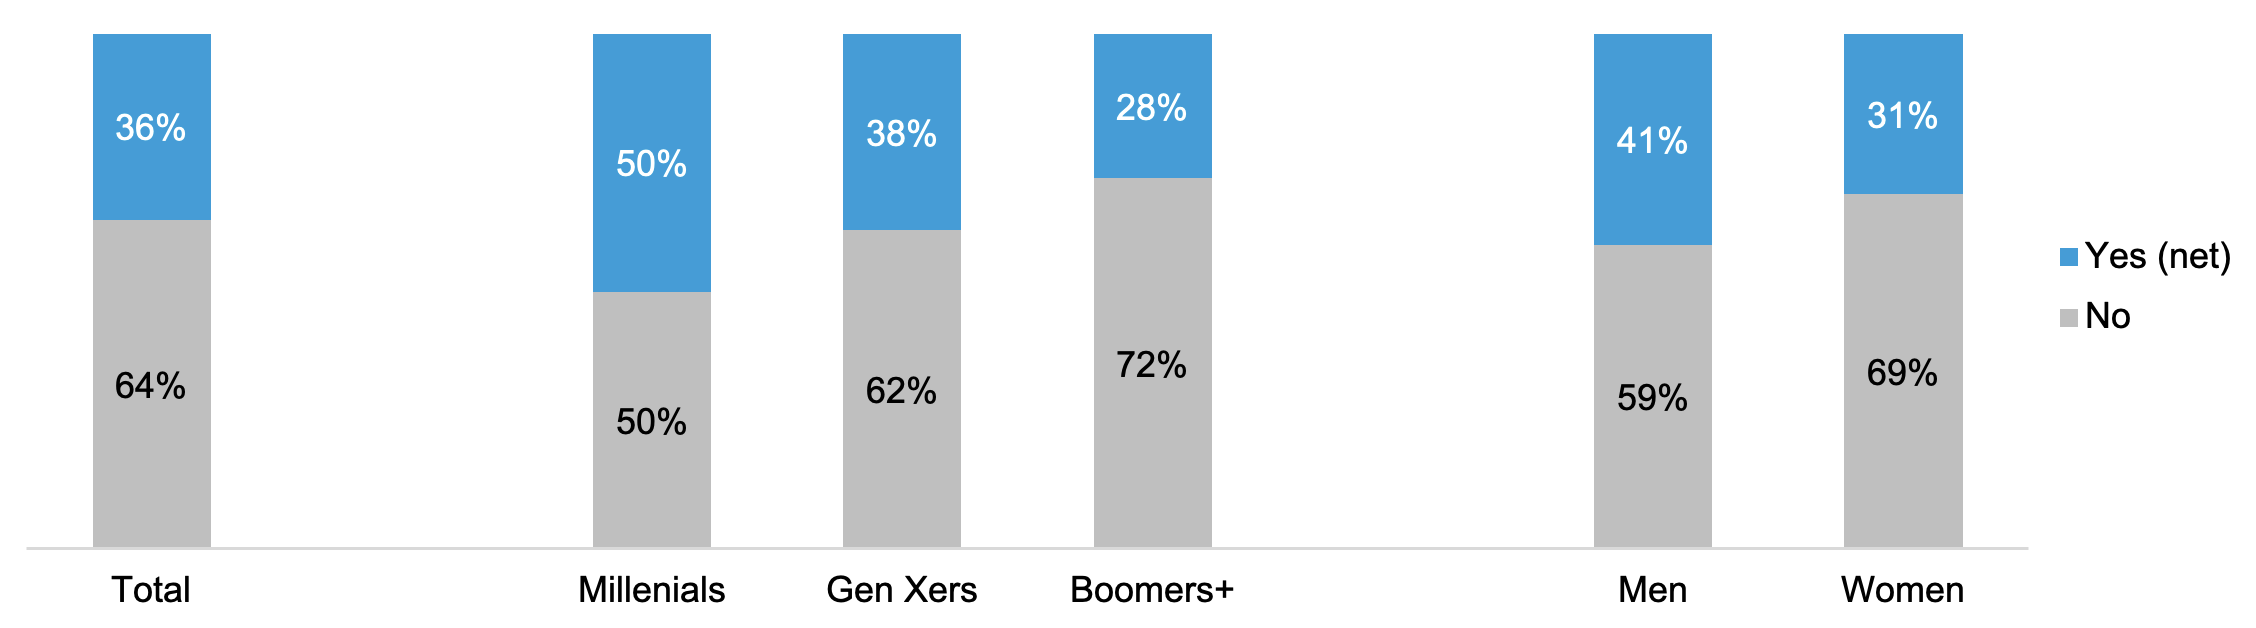 36%
50%
38%
28%
41%
31%
64%
50%
62%
72%
59%
69%
Yes (net)
No
Total
Millenials
Gen Xers
Boomers+
Men
Women